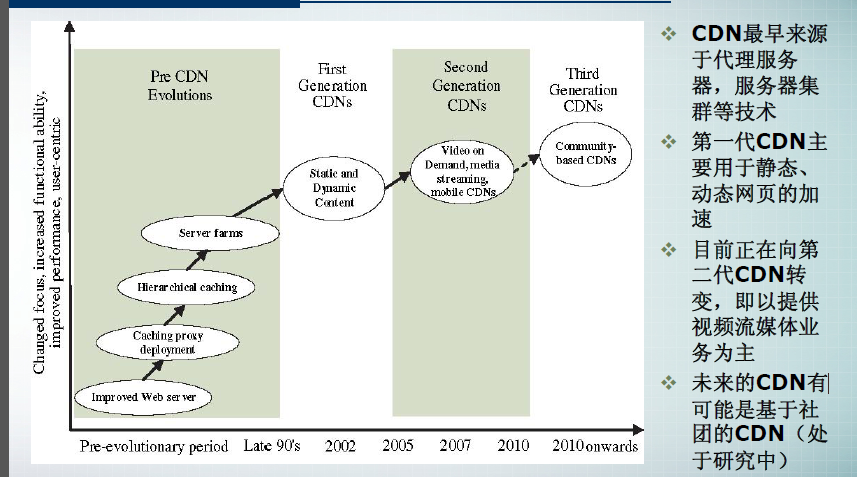 Changed focus, increased functional ability,
improved performance, user-centric
Pre CDN
Evolutions
First
Generation
CDNs
Second
Generation
CDNs
Third
Generation
CDNs
Improved Web server
Caching proxy
deployment
Hierarchical caching
Server farms
Static and
Dynamic
Content
Video on
Demand, media
streaming,
mobile CDNs
Community-
based CDNs
Pre-evolutionary period Late 90's 2002 2005 2007 2010 2010 onwards
CDN最早来源
于代理服务
器，服务器集
群等技术
第一代CDN主
要用于静态、
动态网页的加
速
目前正在向第
二代CDN转
变，即以提供
视频流媒体业
务为主
未来的CDN有
可能是基于社
团的CDN（处
于研究中）